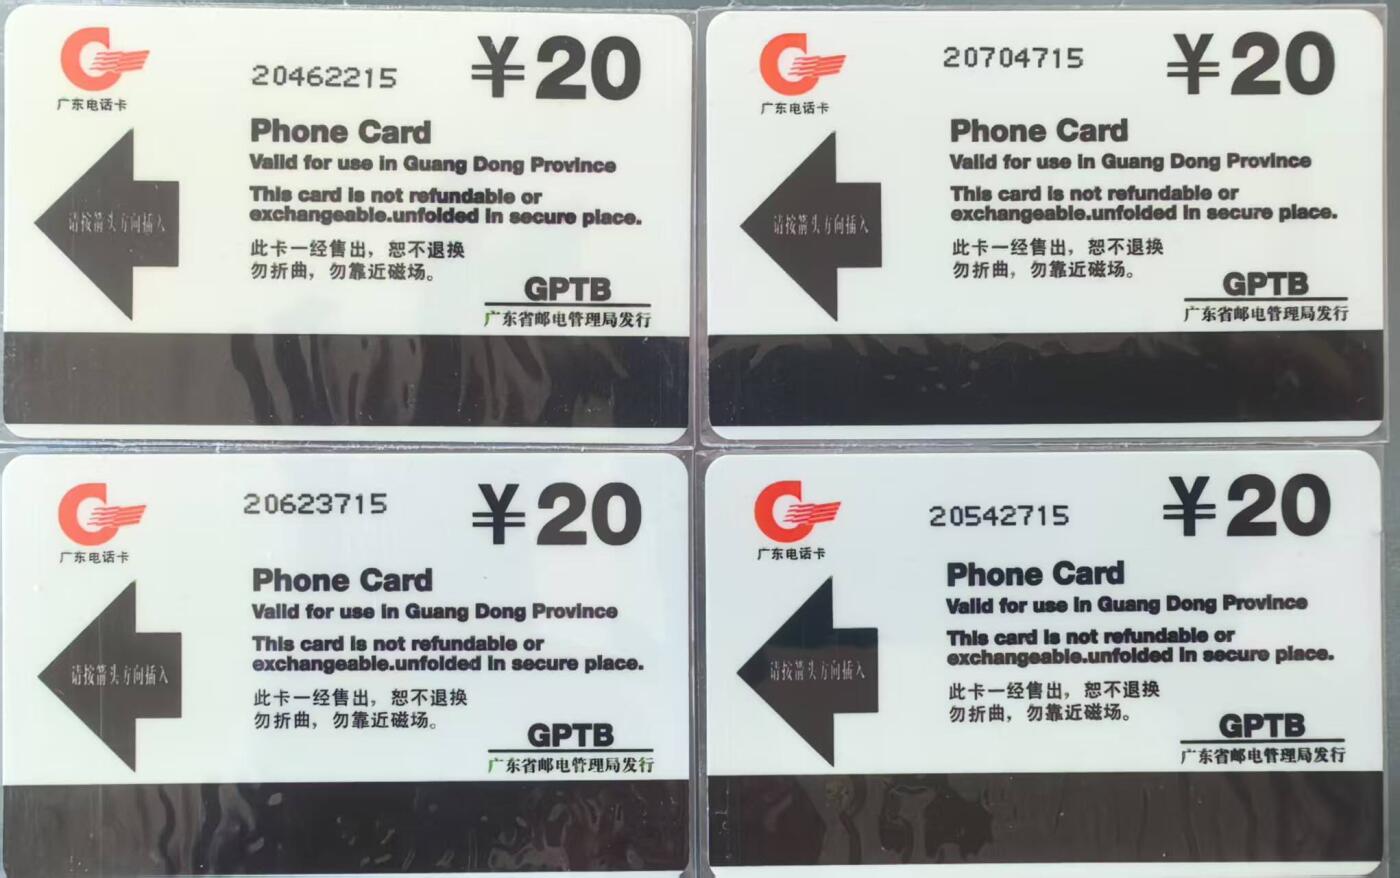 20462215
¥20
广东电话卡
Phone Card
Valid for use in Guang Dong Province
This card is not refundable or
exchangeable.unfolded in secure place.
请按箭头方向插入
此卡一经售出，恕不退换
勿折曲，勿靠近磁场。
GPTB
广东省邮电管理局发行
20704715
¥20
广东电话卡
Phone Card
Valid for use in Guang Dong Province
This card is not refundable or
exchangeable.unfolded in secure place.
请按箭头方向插入
此卡一经售出，恕不退换
勿折曲，勿靠近磁场。
GPTB
广东省邮电管理局发行
20623715
¥20
广东电话卡
Phone Card
Valid for use in Guang Dong Province
This card is not refundable or
exchangeable.unfolded in secure place.
请按箭头方向插入
此卡一经售出，恕不退换
勿折曲，勿靠近磁场。
GPTB
广东省邮电管理局发行
20542715
¥20
广东电话卡
Phone Card
Valid for use in Guang Dong Province
This card is not refundable or
exchangeable.unfolded in secure place.
请按箭头方向插入
此卡一经售出，恕不退换
勿折曲，勿靠近磁场。
GPTB
广东省邮电管理局发行